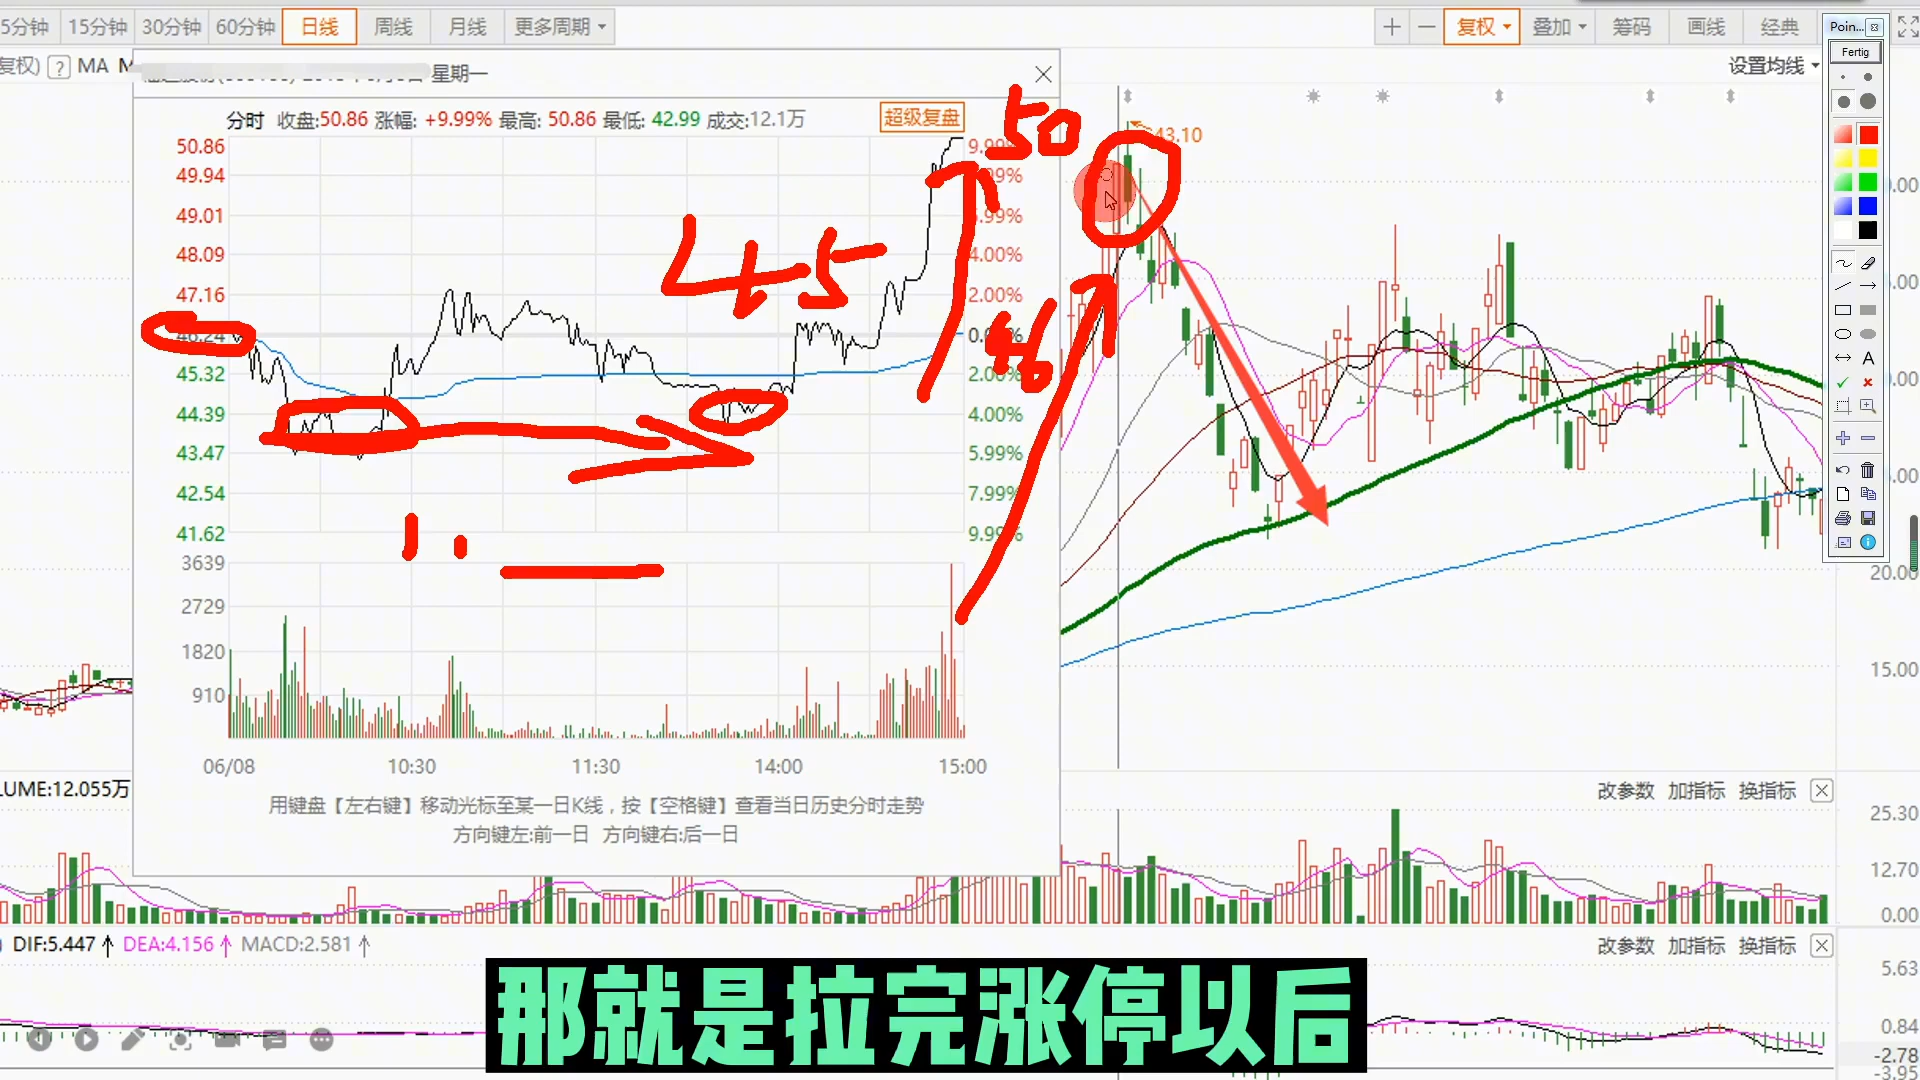 5分钟 15分钟 30分钟 60分钟 日线 周线 月线 更多周期
复权 叠加 筹码 画线 经典
Poin...
Fertig
复权) ? MA
星期一
设置均线
分时 收盘:50.86 涨幅: +9.99% 最高: 50.86 最低: 42.99 成交:12.1万
超级复盘
50.86
49.94
49.01
48.09
47.16
45.32
44.39
43.47
42.54
41.62
3639
2729
1820
910
4.00%
2.00%
4.00%
5.99%
7.99%
50
45
46
43.10
A
20.00
15.00
06/08 10:30 11:30 14:00 15:00
用键盘【左右键】移动光标至某一日K线，按【空格键】查看当日历史分时走势
方向键左:前一日 方向键右:后一日
LUME:12.055万
改参数 加指标 换指标
25.30
12.70
0.00
DIF:5.447 DEA:4.156 MACD:2.581
改参数 加指标 换指标
5.63
0.84
-2.78
-3.95
那就是拉完涨停以后